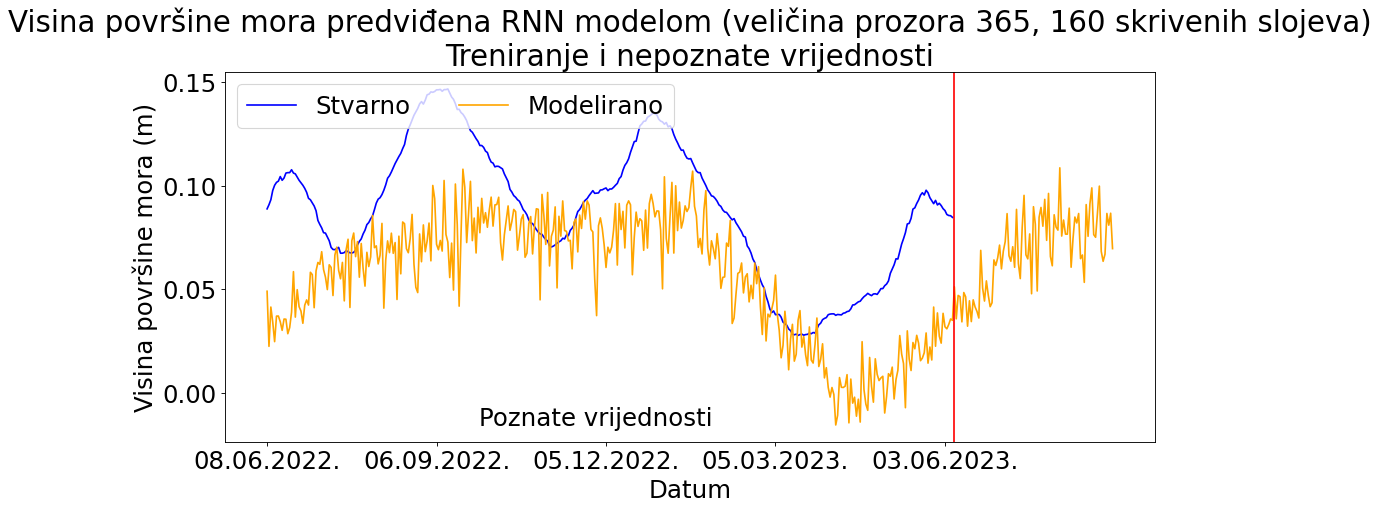 Visina površine mora predviđena RNN modelom (veličina prozora 365, 160 skrivenih slojeva)
Treniranje i nepoznate vrijednosti
Stvarno Modelirano
0.15
0.10
0.05
0.00
Visina površine mora (m)
Poznate vrijednosti
08.06.2022. 06.09.2022. 05.12.2022. 05.03.2023. 03.06.2023.
Datum